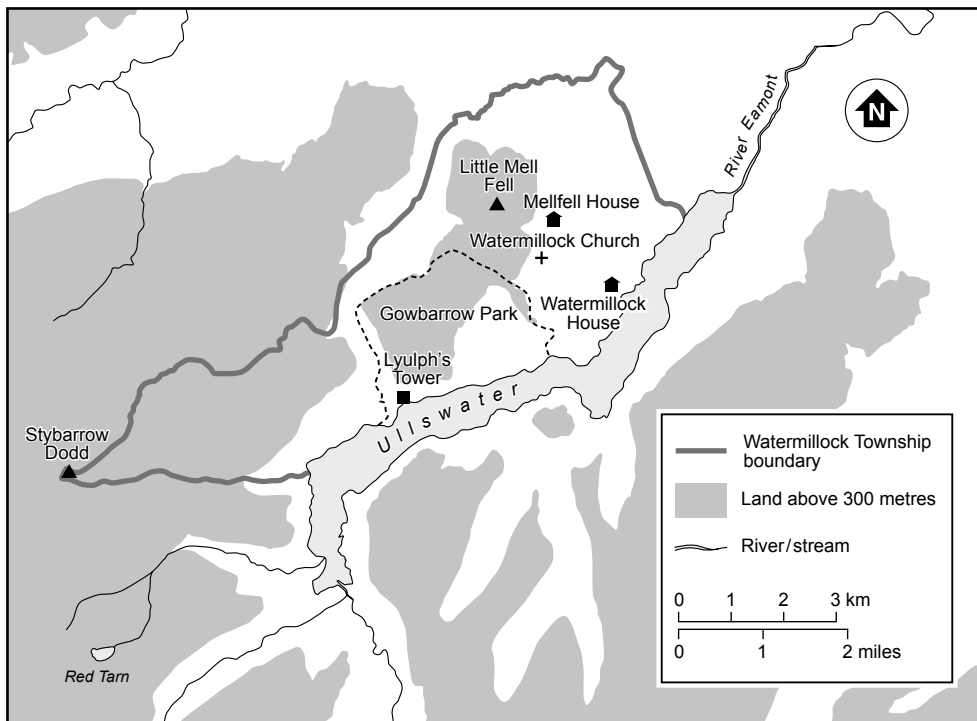 River Eamont
N
Little Mell
Fell
Mellfell House
Watermillock Church
Watermillock
House
Gowbarrow Park
Lyulph's
Tower
Ullswater
Stybarrow
Dodd
Red Tarn
Watermillock Township
boundary
Land above 300 metres
River/stream
0 1 2 3 km
0 1 2 miles